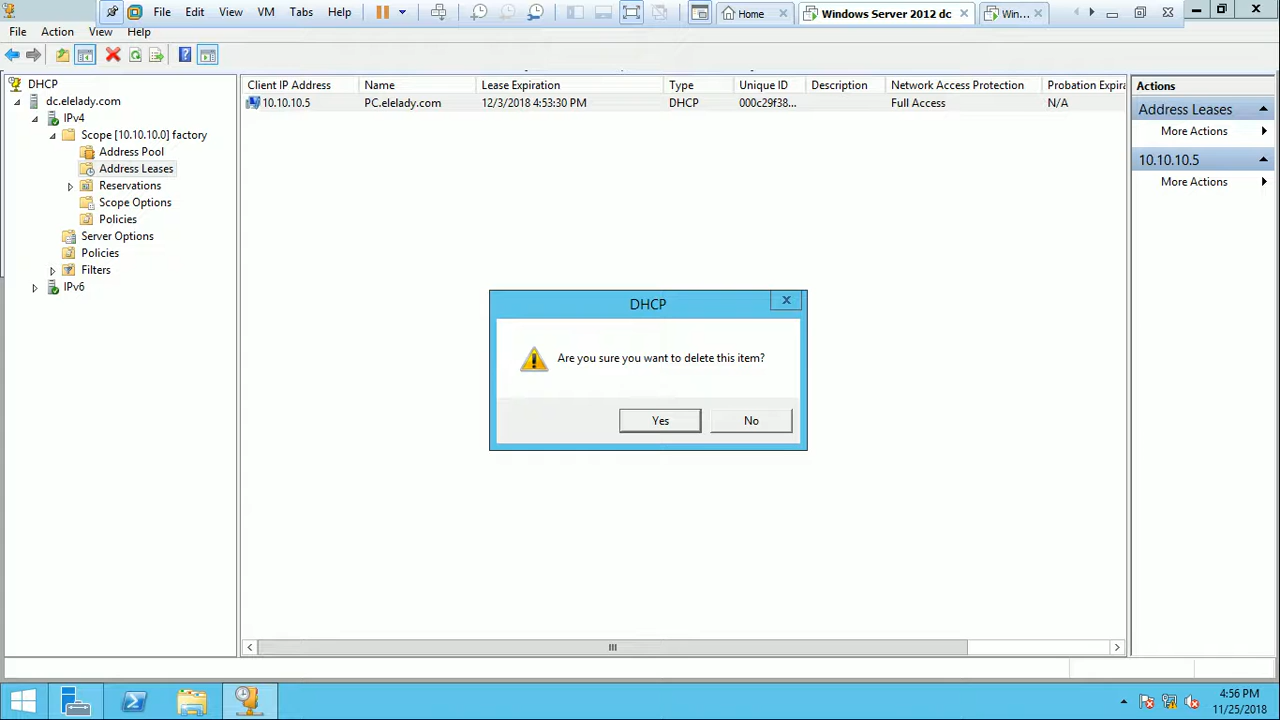 File Edit View VM Tabs Help
Home
Windows Server 2012 dc
Win...
File Action View Help
DHCP
dc.elelady.com
IPv4
Scope [10.10.10.0] factory
Address Pool
Address Leases
Reservations
Scope Options
Policies
Server Options
Policies
Filters
IPv6
Client IP Address Name Lease Expiration Type Unique ID Description Network Access Protection Probation Expira
10.10.10.5 PC.elelady.com 12/3/2018 4:53:30 PM DHCP 000c29f38... Full Access N/A
Actions
Address Leases
More Actions
10.10.10.5
More Actions
DHCP
Are you sure you want to delete this item?
Yes No
4:56 PM
11/25/2018